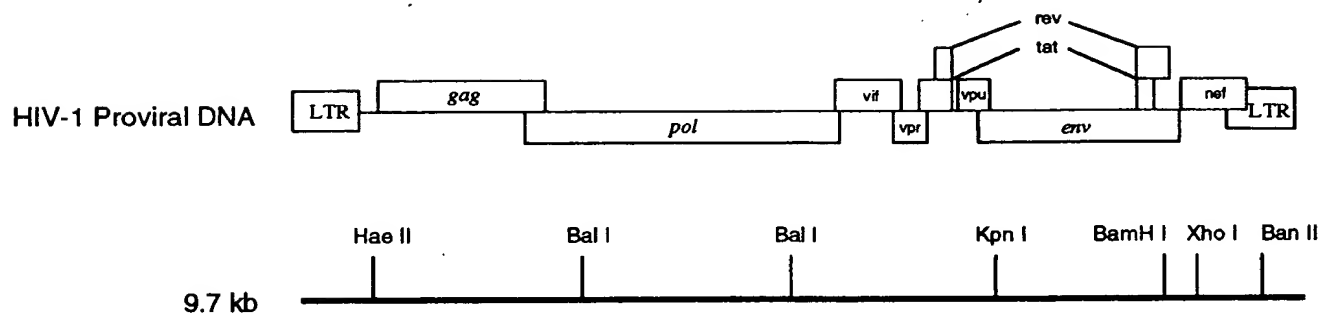 rev
tat
HIV-1 Proviral DNA
LTR
gag
pol
vif
vpr
vpu
env
nef
LTR
Hae II
Bal I
Bal I
Kpn I
BamH I
Xho I
Ban II
9.7 kb